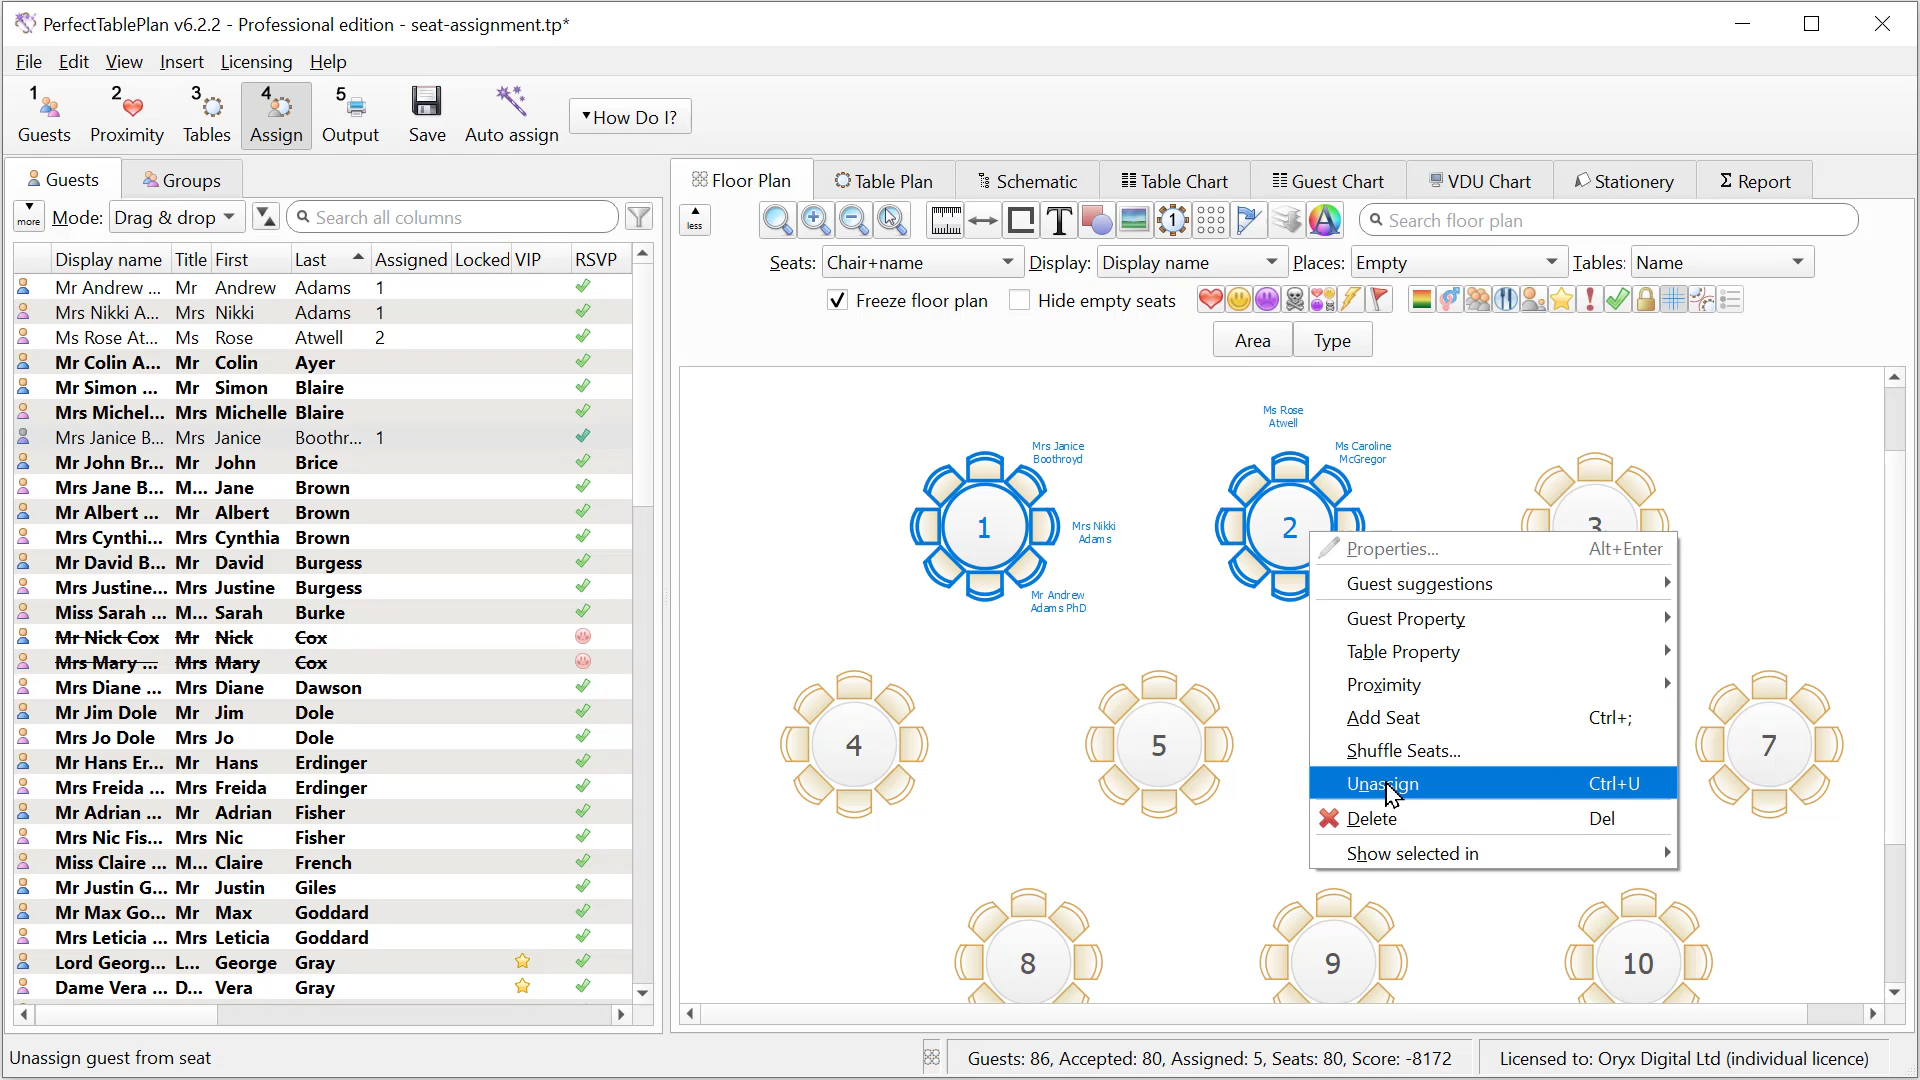 PerfectTablePlan v6.2.2 - Professional edition - seat-assignment.tp*
File Edit View Insert Licensing Help
1 2 3 4 5
Guests Proximity Tables Assign Output Save Auto assign How Do I?
Guests Groups
Floor Plan Table Plan Schematic Table Chart Guest Chart VDU Chart Stationery Report
more Mode: Drag & drop Search all columns
less 1 Search floor plan
Seats: Chair+name Display: Display name Places: Empty Tables: Name
Freeze floor plan Hide empty seats
Area Type
Display name Title First Last Assigned Locked VIP RSVP
Mr Andrew ... Mr Andrew Adams 1
Mrs Nikki A... Mrs Nikki Adams 1
Ms Rose At... Ms Rose Atwell 2
Mr Colin A... Mr Colin Ayer
Mr Simon ... Mr Simon Blaire
Mrs Michel... Mrs Michelle Blaire
Mrs Janice B... Mrs Janice Boothr... 1
Mr John Br... Mr John Brice
Mrs Jane B... M... Jane Brown
Mr Albert ... Mr Albert Brown
Mrs Cynthi... Mrs Cynthia Brown
Mr David B... Mr David Burgess
Mrs Justine... Mrs Justine Burgess
Miss Sarah ... M... Sarah Burke
Mr Nick Cox Mr Nick Cox
Mrs Mary ... Mrs Mary Cox
Mrs Diane ... Mrs Diane Dawson
Mr Jim Dole Mr Jim Dole
Mrs Jo Dole Mrs Jo Dole
Mr Hans Er... Mr Hans Erdinger
Mrs Freida ... Mrs Freida Erdinger
Mr Adrian ... Mr Adrian Fisher
Mrs Nic Fis... Mrs Nic Fisher
Miss Claire ... M... Claire French
Mr Justin G... Mr Justin Giles
Mr Max Go... Mr Max Goddard
Mrs Leticia ... Mrs Leticia Goddard
Lord Georg... L... George Gray
Dame Vera ... D... Vera Gray
Ms Rose
Atwell
Mrs Janice
Boothroyd
Ms Caroline
McGregor
1
Mrs Nikki
Adams
2
3
Mr Andrew
Adams PhD
Properties... Alt+Enter
Guest suggestions
Guest Property
Table Property
Proximity
Add Seat Ctrl+;
Shuffle Seats...
Unassign Ctrl+U
Delete Del
Show selected in
4
5
7
8
9
10
Unassign guest from seat
Guests: 86, Accepted: 80, Assigned: 5, Seats: 80, Score: -8172
Licensed to: Oryx Digital Ltd (individual licence)